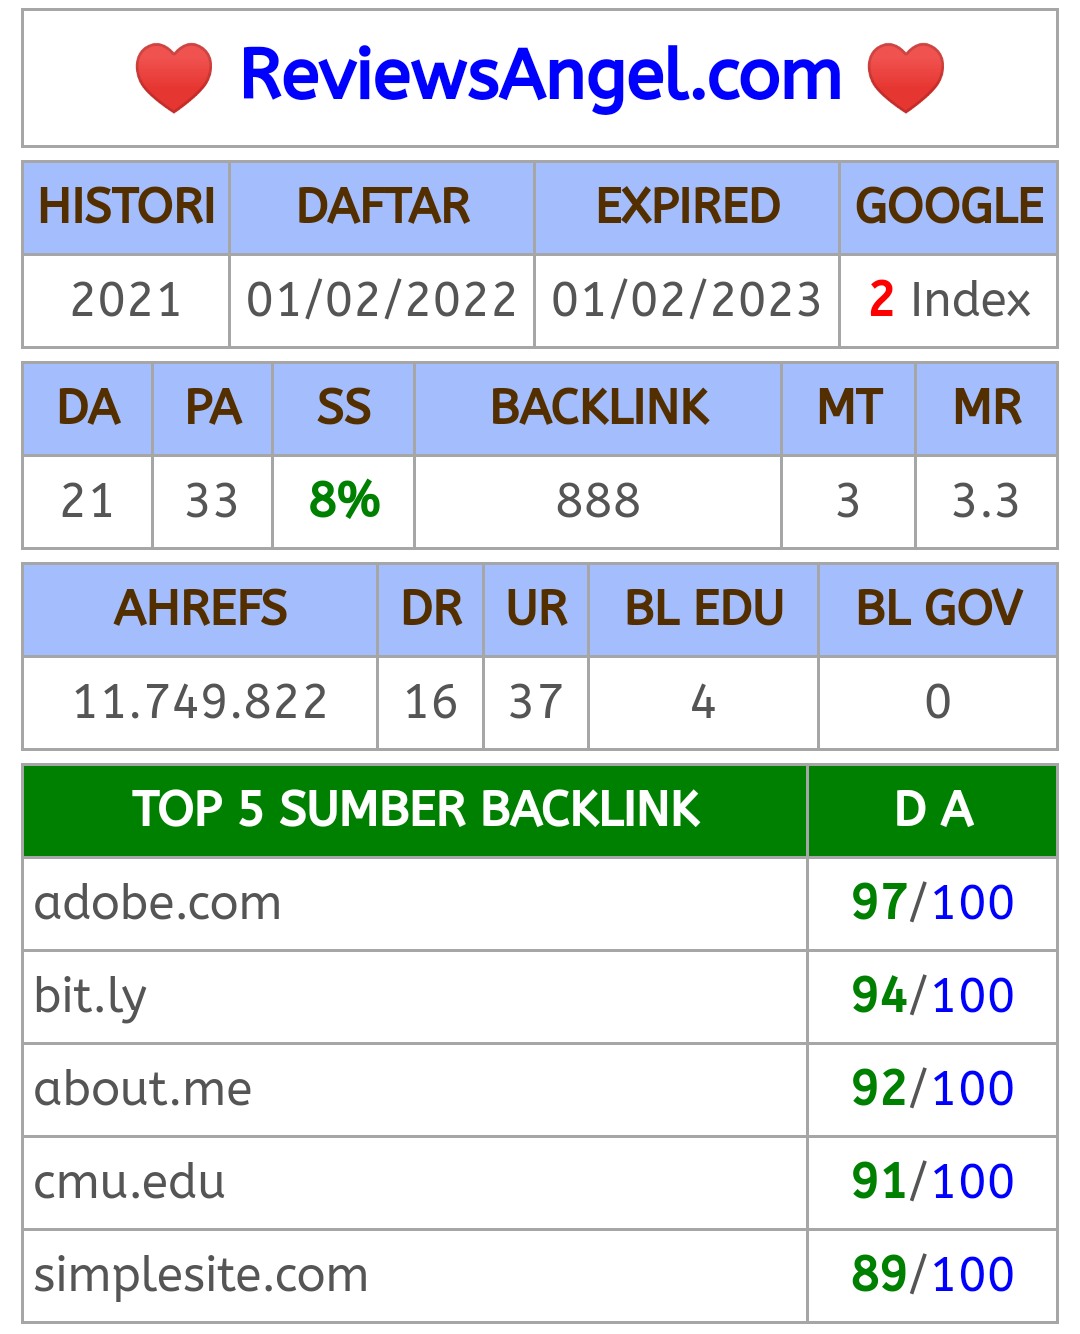 ReviewsAngel.com
HISTORI DAFTAR EXPIRED GOOGLE
2021 01/02/2022 01/02/2023 2 Index
DA PA SS BACKLINK MT MR
21 33 8% 888 3 3.3
AHREFS DR UR BL EDU BL GOV
11.749.822 16 37 4 0
TOP 5 SUMBER BACKLINK D A
adobe.com 97/100
bit.ly 94/100
about.me 92/100
cmu.edu 91/100
simplesite.com 89/100